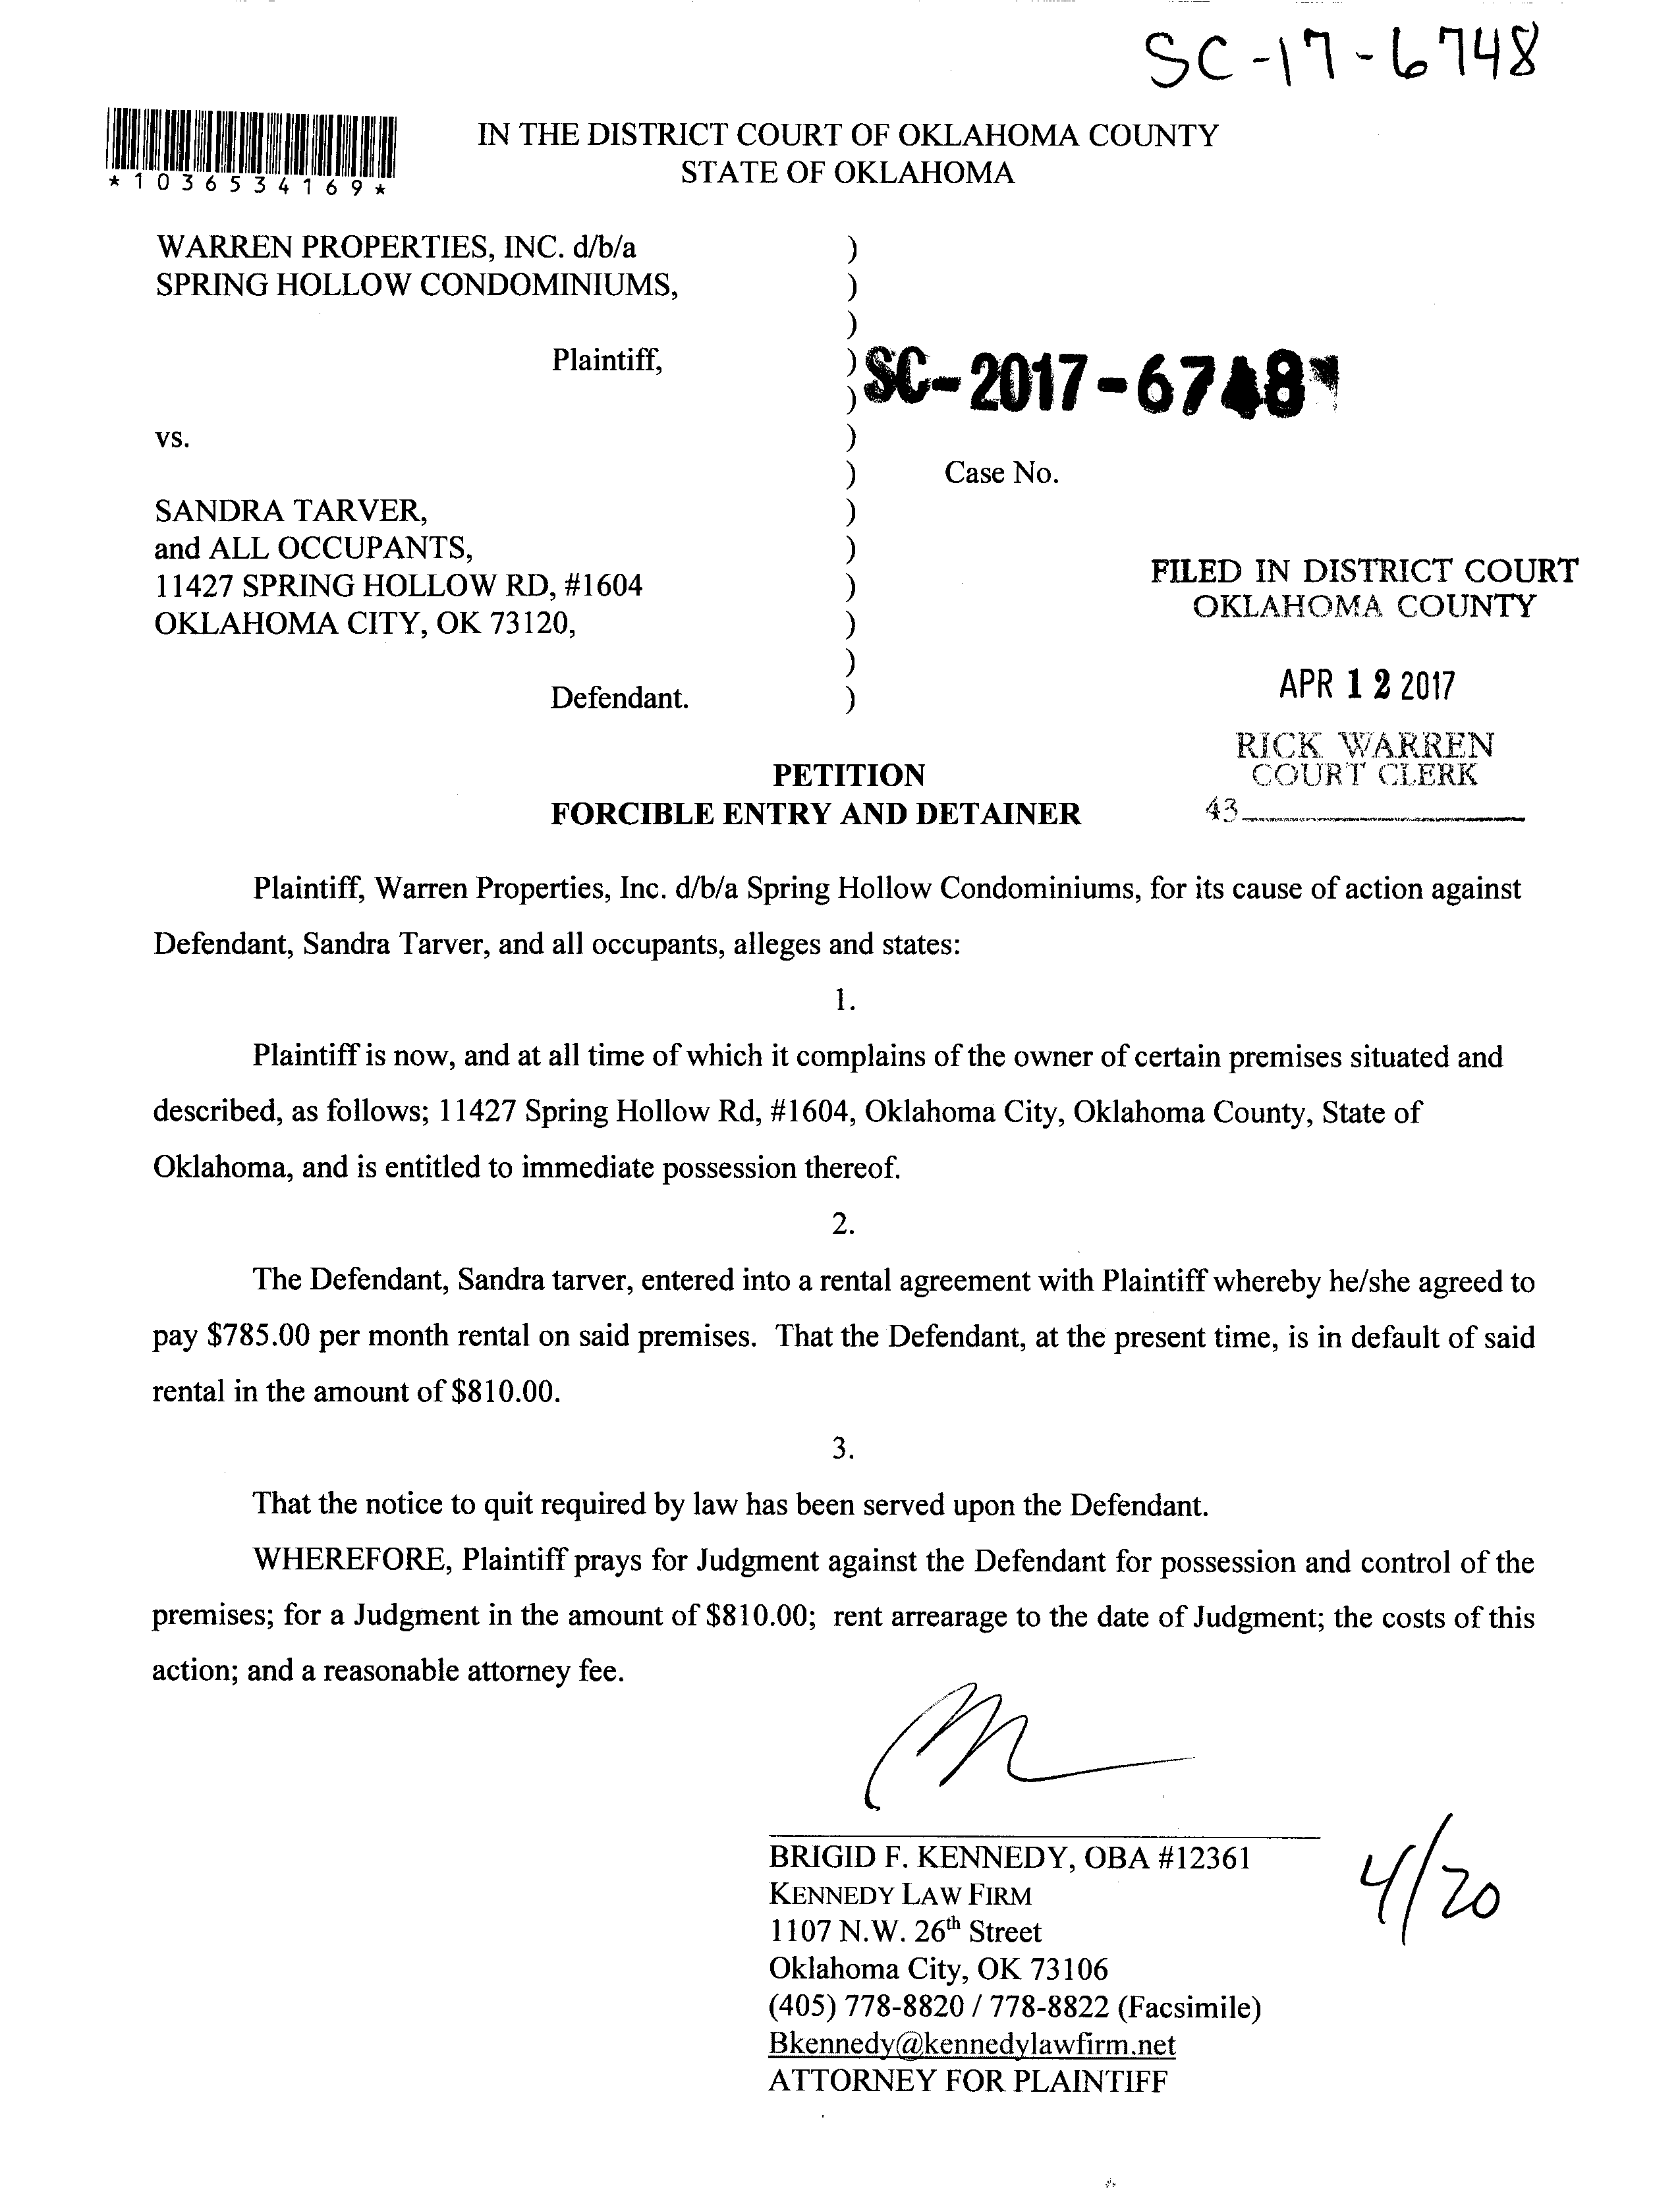 SC-17-6748
*1036534169*
IN THE DISTRICT COURT OF OKLAHOMA COUNTY
STATE OF OKLAHOMA
WARREN PROPERTIES, INC. d/b/a )
SPRING HOLLOW CONDOMINIUMS, )
)
Plaintiff, )
) SC-2017-6748
vs. )
) Case No.
SANDRA TARVER, )
and ALL OCCUPANTS, )
11427 SPRING HOLLOW RD, #1604 )
OKLAHOMA CITY, OK 73120, )
)
Defendant. )
FILED IN DISTRICT COURT
OKLAHOMA COUNTY
APR 12 2017
RICK WARREN
COURT CLERK
43
PETITION
FORCIBLE ENTRY AND DETAINER
Plaintiff, Warren Properties, Inc. d/b/a Spring Hollow Condominiums, for its cause of action against
Defendant, Sandra Tarver, and all occupants, alleges and states:
1.
Plaintiff is now, and at all time of which it complains of the owner of certain premises situated and
described, as follows; 11427 Spring Hollow Rd, #1604, Oklahoma City, Oklahoma County, State of
Oklahoma, and is entitled to immediate possession thereof.
2.
The Defendant, Sandra tarver, entered into a rental agreement with Plaintiff whereby he/she agreed to
pay $785.00 per month rental on said premises. That the Defendant, at the present time, is in default of said
rental in the amount of $810.00.
3.
That the notice to quit required by law has been served upon the Defendant.
WHEREFORE, Plaintiff prays for Judgment against the Defendant for possession and control of the
premises; for a Judgment in the amount of $810.00; rent arrearage to the date of Judgment; the costs of this
action; and a reasonable attorney fee.
BRIGID F. KENNEDY, OBA #12361
KENNEDY LAW FIRM
1107 N.W. 26th Street
Oklahoma City, OK 73106
(405) 778-8820 / 778-8822 (Facsimile)
Bkennedy@kennedylawfirm.net
ATTORNEY FOR PLAINTIFF
4/20